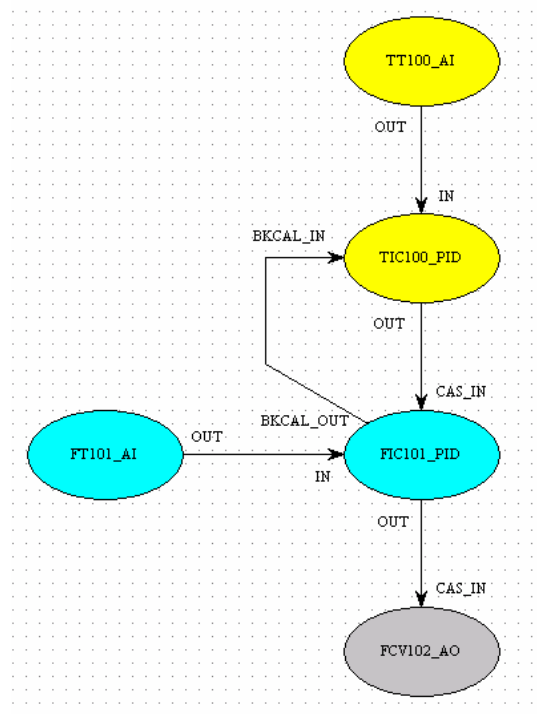 TT100_AI
OUT
IN
BKCAL_IN
TIC100_PID
OUT
CAS_IN
BKCAL_OUT
FT101_AI
OUT
IN
FIC101_PID
OUT
CAS_IN
FCV102_AO